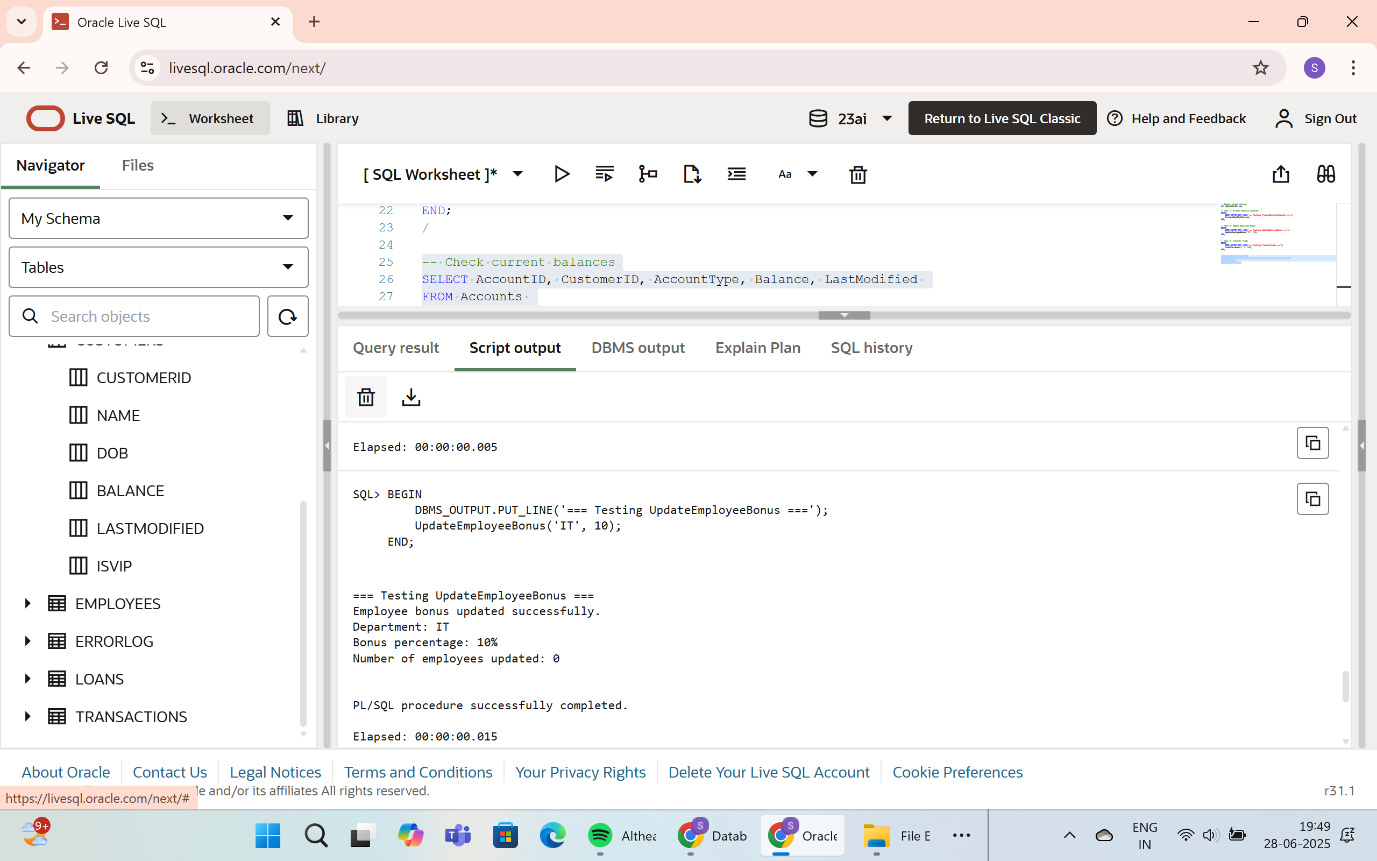 Oracle Live SQL
livesql.oracle.com/next/
S
Live SQL
Worksheet
Library
23ai
Return to Live SQL Classic
Help and Feedback
Sign Out
Navigator
Files
My Schema
Tables
Search objects
CUSTOMERID
NAME
DOB
BALANCE
LASTMODIFIED
ISVIP
EMPLOYEES
ERRORLOG
LOANS
TRANSACTIONS
[ SQL Worksheet ]*
Aa
22 END;
23 /
24
25 -- Check current balances
26 SELECT AccountID, CustomerID, AccountType, Balance, LastModified
27 FROM Accounts
Query result
Script output
DBMS output
Explain Plan
SQL history
Elapsed: 00:00:00.005
SQL> BEGIN
DBMS_OUTPUT.PUT_LINE('=== Testing UpdateEmployeeBonus ===');
UpdateEmployeeBonus('IT', 10);
END;
=== Testing UpdateEmployeeBonus ===
Employee bonus updated successfully.
Department: IT
Bonus percentage: 10%
Number of employees updated: 0
PL/SQL procedure successfully completed.
Elapsed: 00:00:00.015
About Oracle
Contact Us
Legal Notices
Terms and Conditions
Your Privacy Rights
Delete Your Live SQL Account
Cookie Preferences
https://livesql.oracle.com/next/#
le and/or its affiliates All rights reserved.
r31.1
9+
Althea
S
Datab
S
Oracle
File E
ENG
IN
19:49
28-06-2025